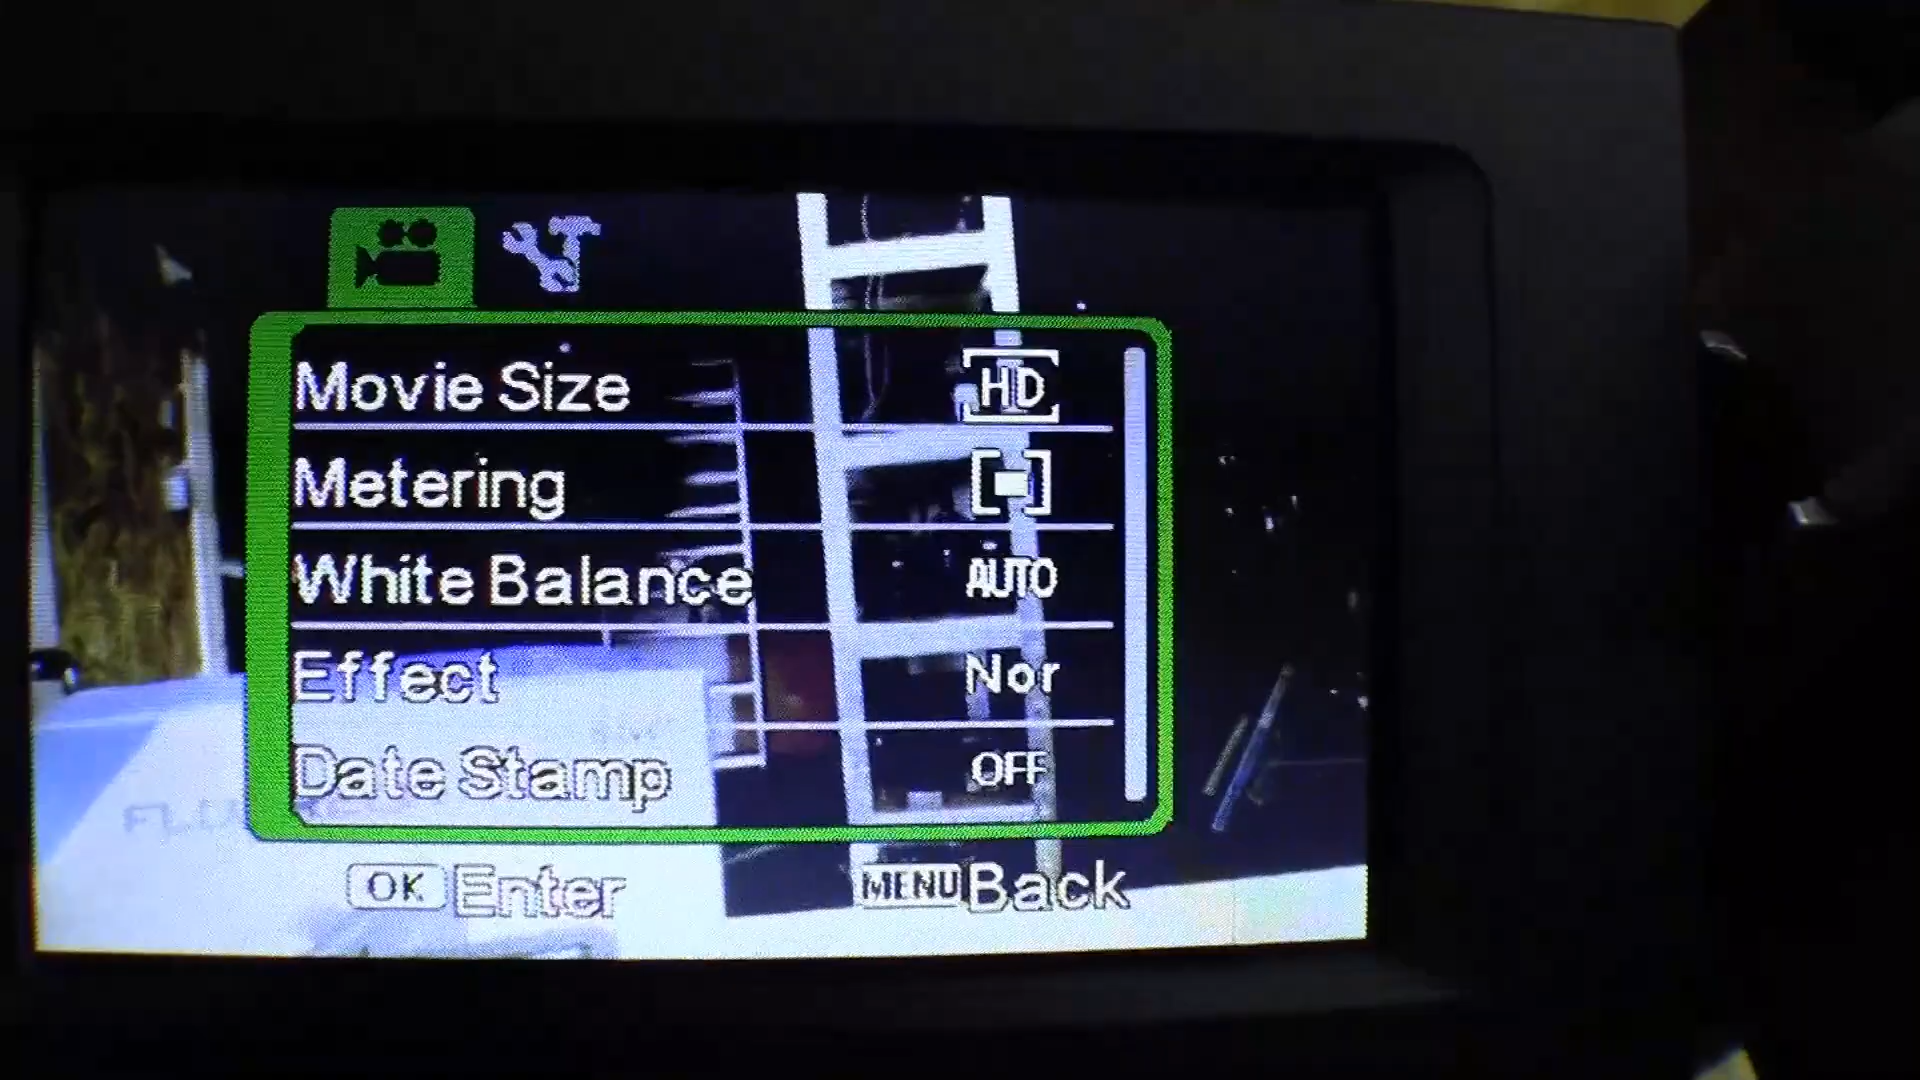 Movie Size HD
Metering
White Balance AUTO
Effect Nor
Date Stamp OFF
OK Enter MENU Back